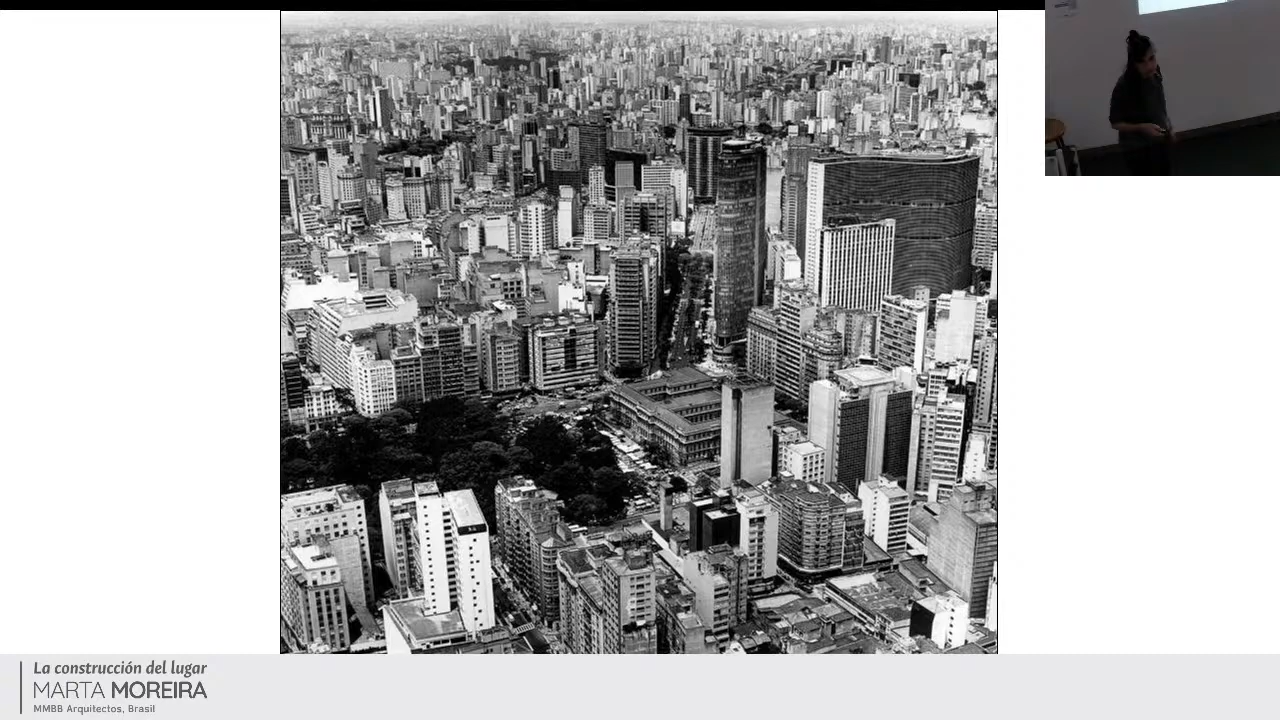 La construcción del lugar
MARTA MOREIRA
MMBB Arquitectos, Brasil